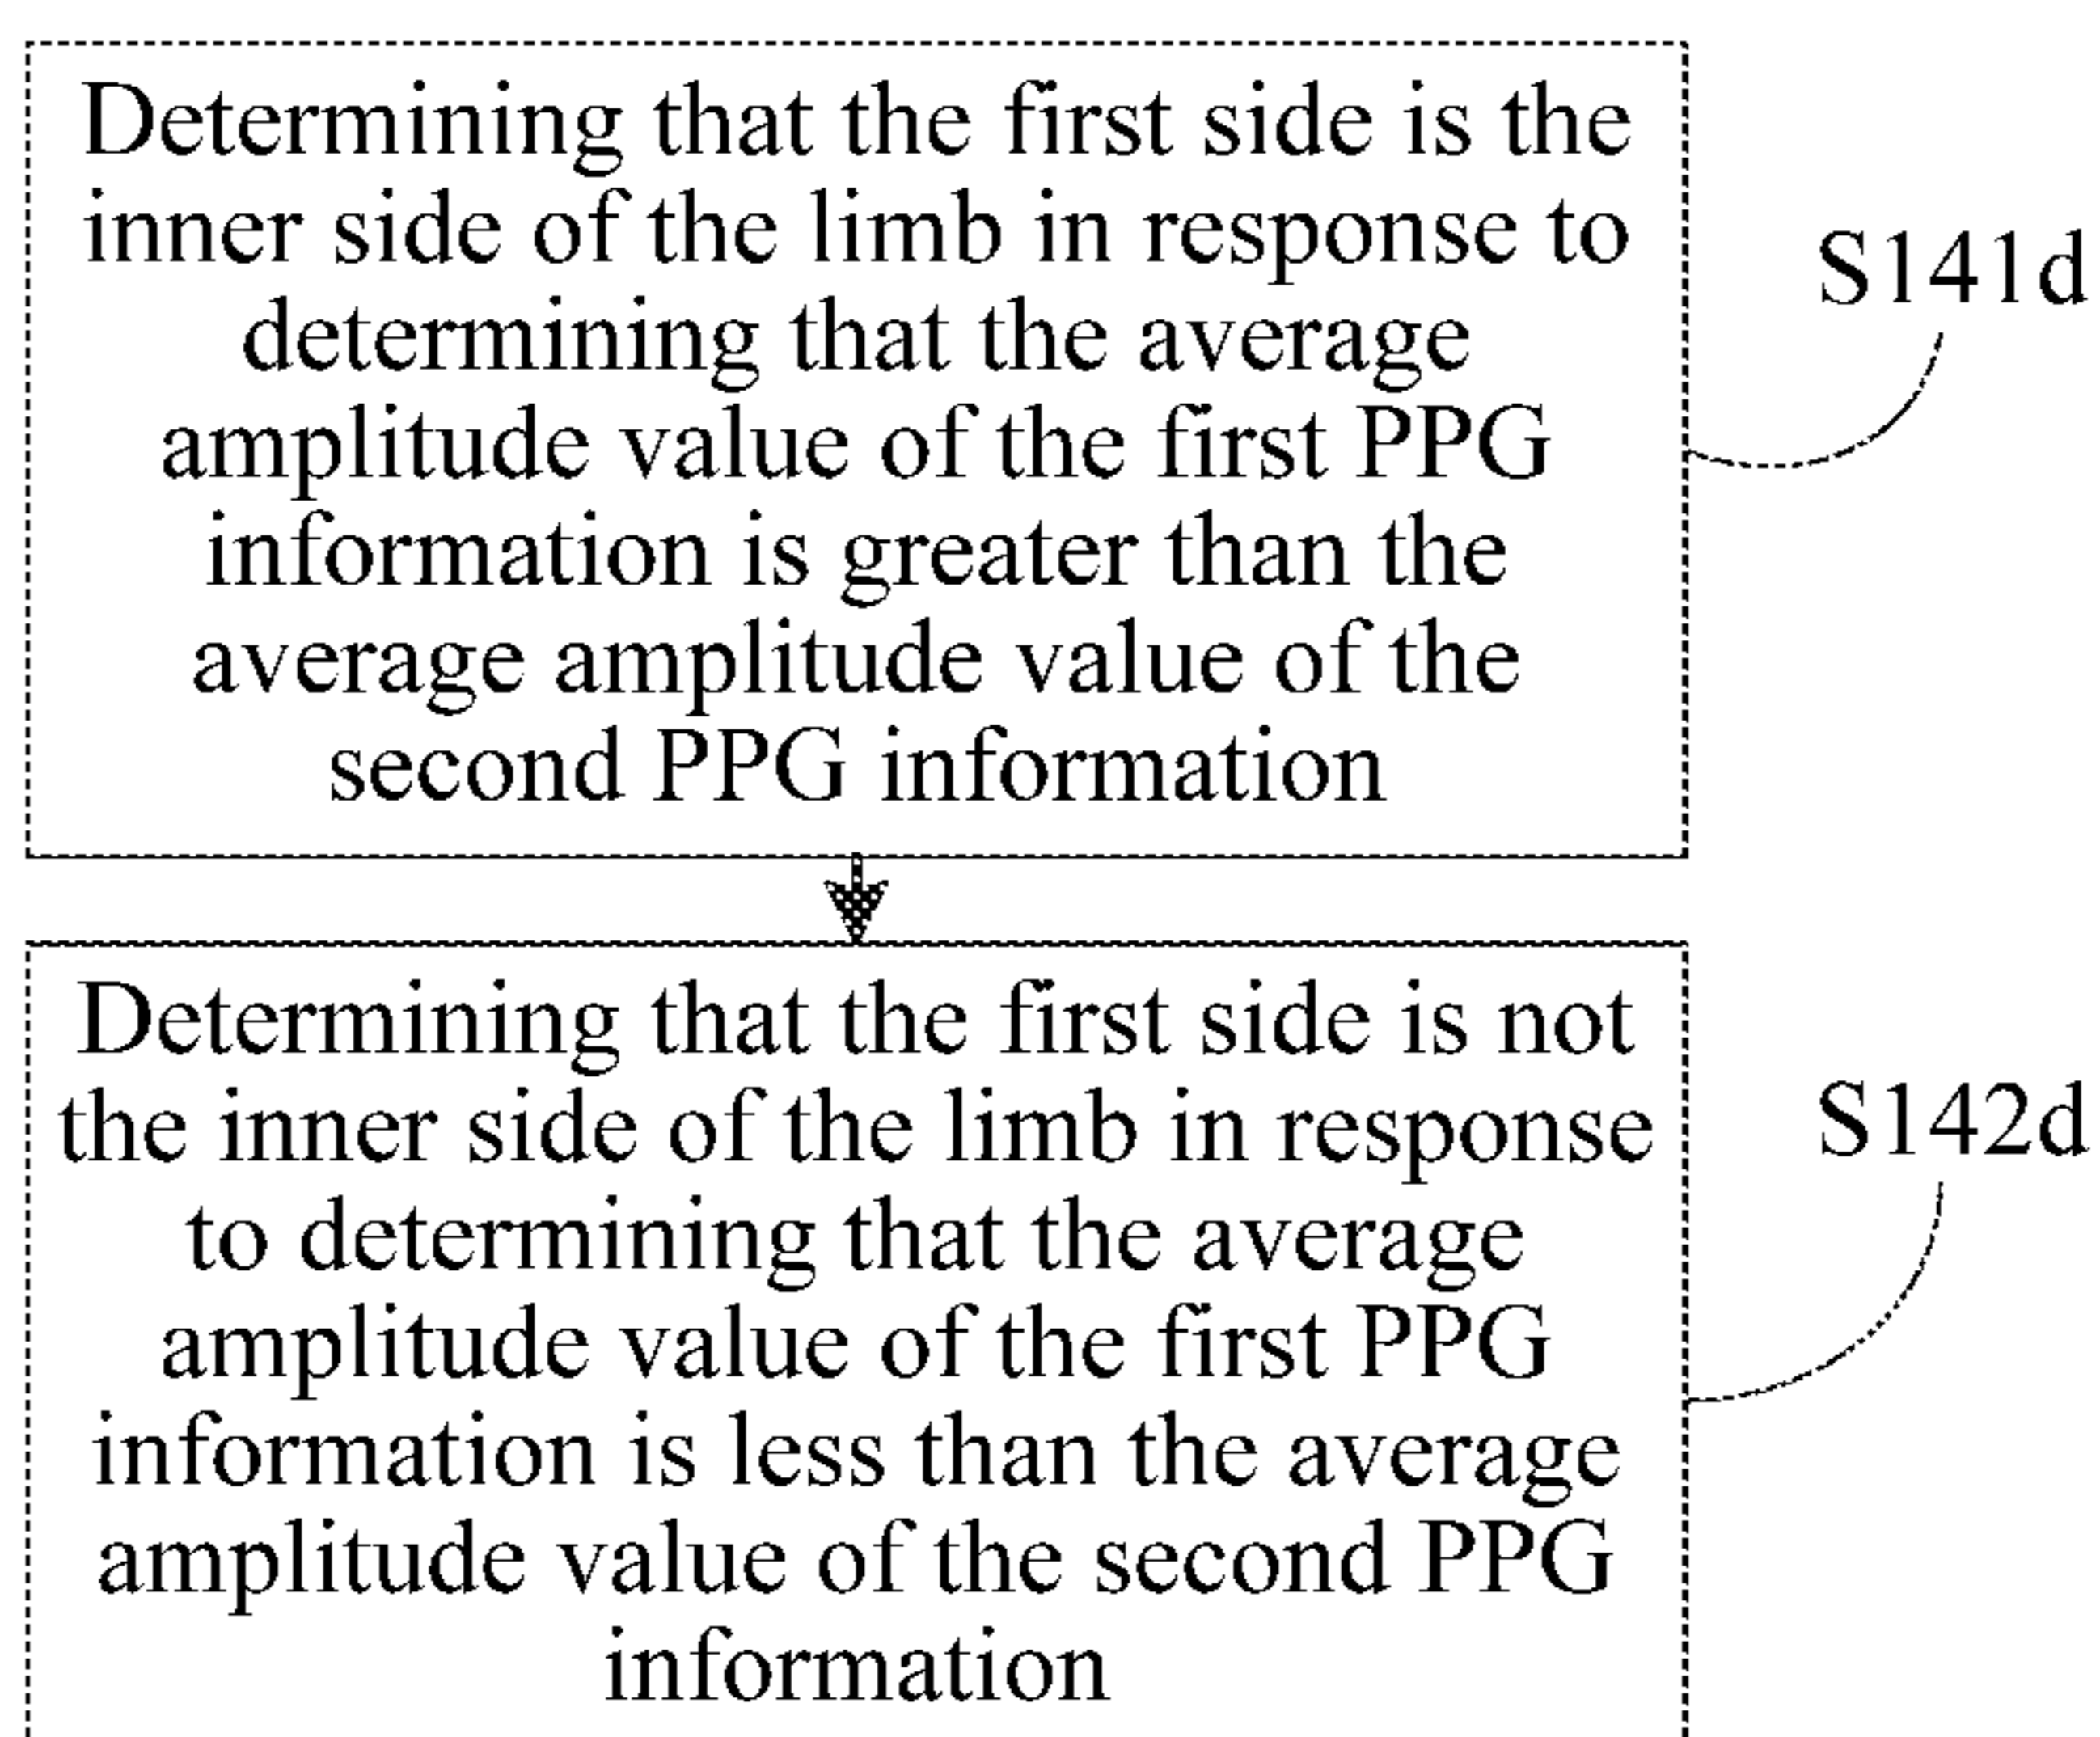 Determining that the first side is the
inner side of the limb in response to
determining that the average
amplitude value of the first PPG
information is greater than the
average amplitude value of the
second PPG information
S141d
Determining that the first side is not
the inner side of the limb in response
to determining that the average
amplitude value of the first PPG
information is less than the average
amplitude value of the second PPG
information
S142d